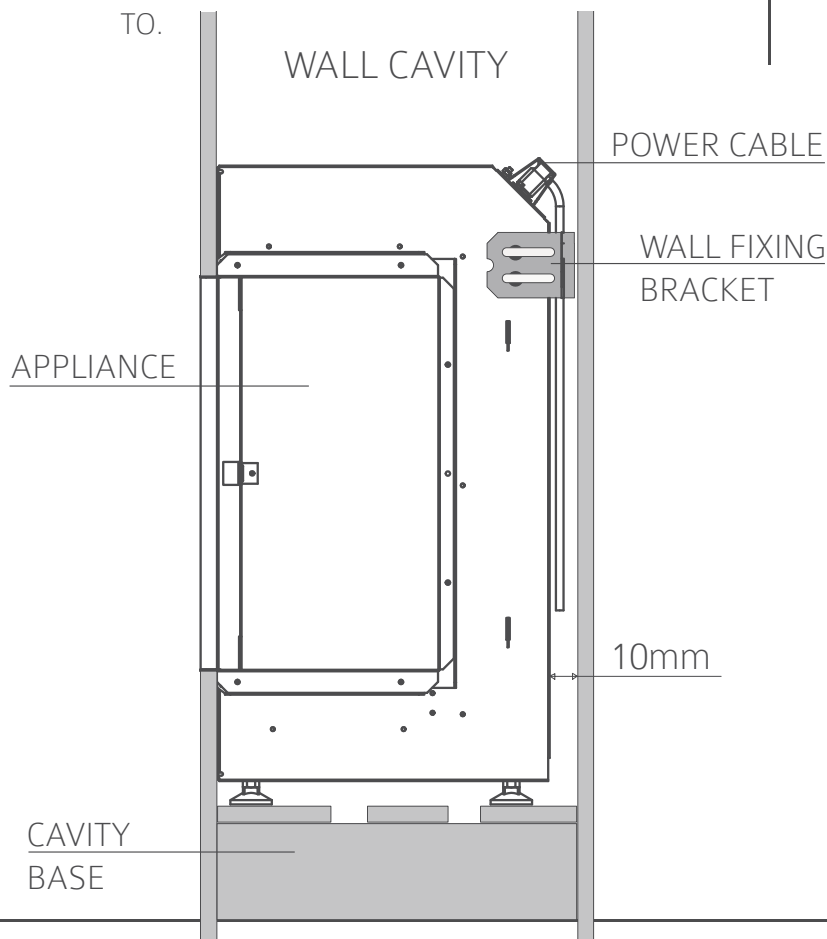 TO.
WALL CAVITY
POWER CABLE
WALL FIXING
BRACKET
APPLIANCE
10mm
CAVITY
BASE